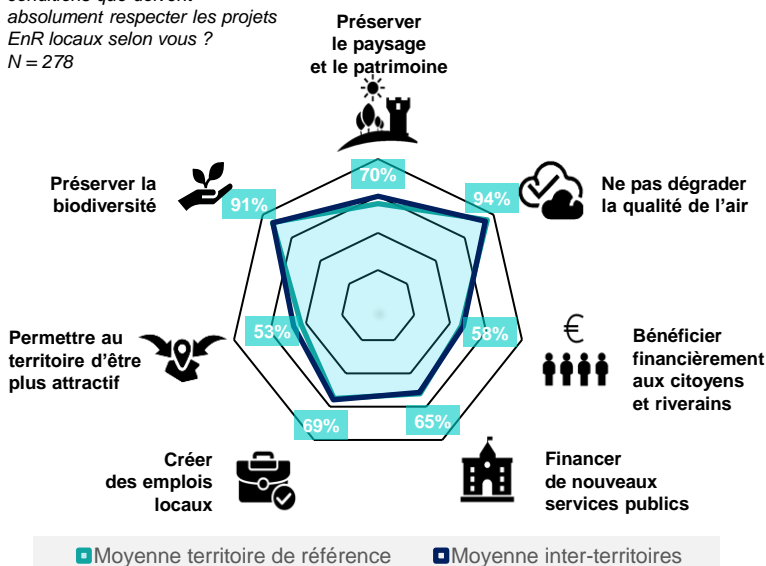 conditions que doivent
absolument respecter les projets
EnR locaux selon vous ?
N = 278
Préserver
le paysage
et le patrimoine
70%
Préserver la
biodiversité
91%
94%
Ne pas dégrader
la qualité de l'air
Permettre au
territoire d'être
plus attractif
53%
58%
€
Bénéficier
financièrement
aux citoyens
et riverains
69%
65%
Créer
des emplois
locaux
Financer
de nouveaux
services publics
Moyenne territoire de référence
Moyenne inter-territoires